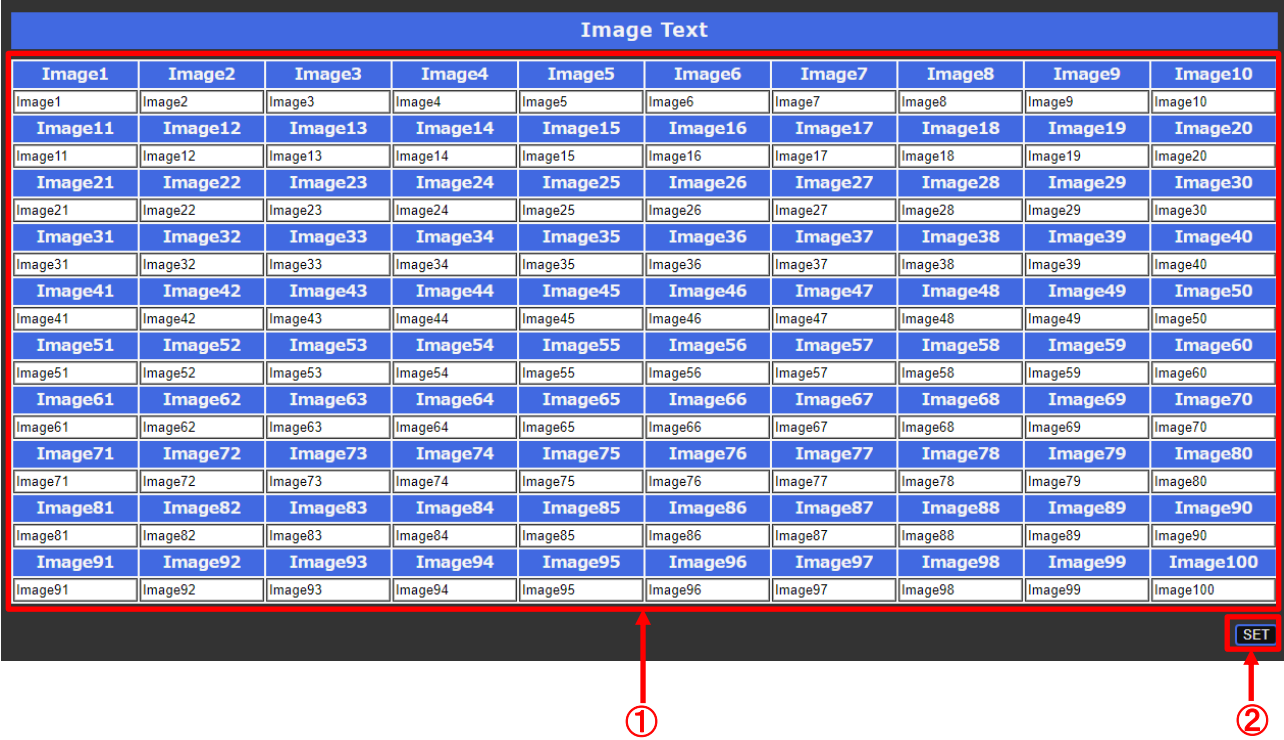 Image Text
Image1 Image2 Image3 Image4 Image5 Image6 Image7 Image8 Image9 Image10
Image1 Image2 Image3 Image4 Image5 Image6 Image7 Image8 Image9 Image10
Image11 Image12 Image13 Image14 Image15 Image16 Image17 Image18 Image19 Image20
Image11 Image12 Image13 Image14 Image15 Image16 Image17 Image18 Image19 Image20
Image21 Image22 Image23 Image24 Image25 Image26 Image27 Image28 Image29 Image30
Image21 Image22 Image23 Image24 Image25 Image26 Image27 Image28 Image29 Image30
Image31 Image32 Image33 Image34 Image35 Image36 Image37 Image38 Image39 Image40
Image31 Image32 Image33 Image34 Image35 Image36 Image37 Image38 Image39 Image40
Image41 Image42 Image43 Image44 Image45 Image46 Image47 Image48 Image49 Image50
Image41 Image42 Image43 Image44 Image45 Image46 Image47 Image48 Image49 Image50
Image51 Image52 Image53 Image54 Image55 Image56 Image57 Image58 Image59 Image60
Image51 Image52 Image53 Image54 Image55 Image56 Image57 Image58 Image59 Image60
Image61 Image62 Image63 Image64 Image65 Image66 Image67 Image68 Image69 Image70
Image61 Image62 Image63 Image64 Image65 Image66 Image67 Image68 Image69 Image70
Image71 Image72 Image73 Image74 Image75 Image76 Image77 Image78 Image79 Image80
Image71 Image72 Image73 Image74 Image75 Image76 Image77 Image78 Image79 Image80
Image81 Image82 Image83 Image84 Image85 Image86 Image87 Image88 Image89 Image90
Image81 Image82 Image83 Image84 Image85 Image86 Image87 Image88 Image89 Image90
Image91 Image92 Image93 Image94 Image95 Image96 Image97 Image98 Image99 Image100
Image91 Image92 Image93 Image94 Image95 Image96 Image97 Image98 Image99 Image100
SET
① ②